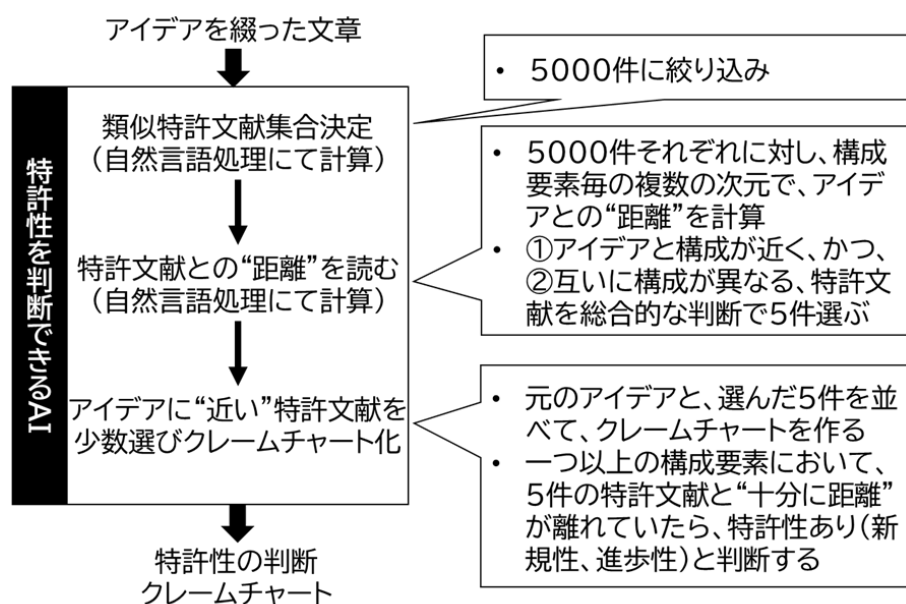 アイデアを綴った文章
特許性を判断できるAI
類似特許文献集合決定
（自然言語処理にて計算）
特許文献との“距離”を読む
（自然言語処理にて計算）
アイデアに“近い”特許文献を
少数選びクレームチャート化
特許性の判断
クレームチャート
• 5000件に絞り込み
• 5000件それぞれに対し、構成
要素毎の複数の次元で、アイデ
アとの“距離”を計算
• ①アイデアと構成が近く、かつ、
②互いに構成が異なる、特許文
献を総合的な判断で5件選ぶ
• 元のアイデアと、選んだ5件を並
べて、クレームチャートを作る
• 一つ以上の構成要素において、
5件の特許文献と“十分に距離”
が離れていたら、特許性あり（新
規性、進歩性）と判断する